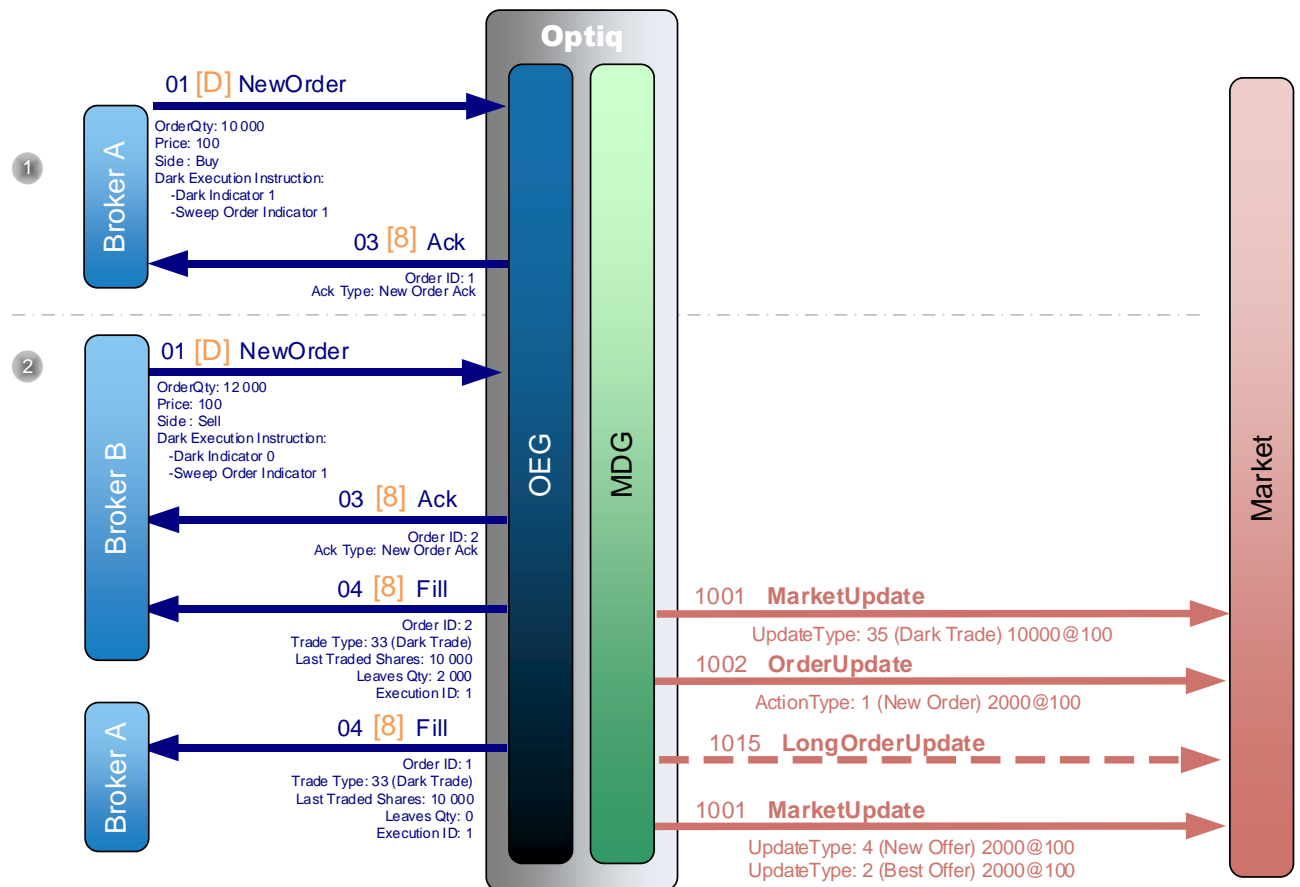 Optiq
01 [D] NewOrder
1
Broker A
OrderQty: 10 000
Price: 100
Side : Buy
Dark Execution Instruction:
-Dark Indicator 1
-Sweep Order Indicator 1
03 [8] Ack
Order ID: 1
Ack Type: New Order Ack
2
Broker B
01 [D] NewOrder
OrderQty: 12 000
Price: 100
Side : Sell
Dark Execution Instruction:
-Dark Indicator 0
-Sweep Order Indicator 1
03 [8] Ack
Order ID: 2
Ack Type: New Order Ack
04 [8] Fill
Order ID: 2
Trade Type: 33 (Dark Trade)
Last Traded Shares: 10 000
Leaves Qty: 2 000
Execution ID: 1
Broker A
04 [8] Fill
Order ID: 1
Trade Type: 33 (Dark Trade)
Last Traded Shares: 10 000
Leaves Qty: 0
Execution ID: 1
OEG
MDG
1001 MarketUpdate
UpdateType: 35 (Dark Trade) 10000@100
1002 OrderUpdate
ActionType: 1 (New Order) 2000@100
1015 LongOrderUpdate
1001 MarketUpdate
UpdateType: 4 (New Offer) 2000@100
UpdateType: 2 (Best Offer) 2000@100
Market